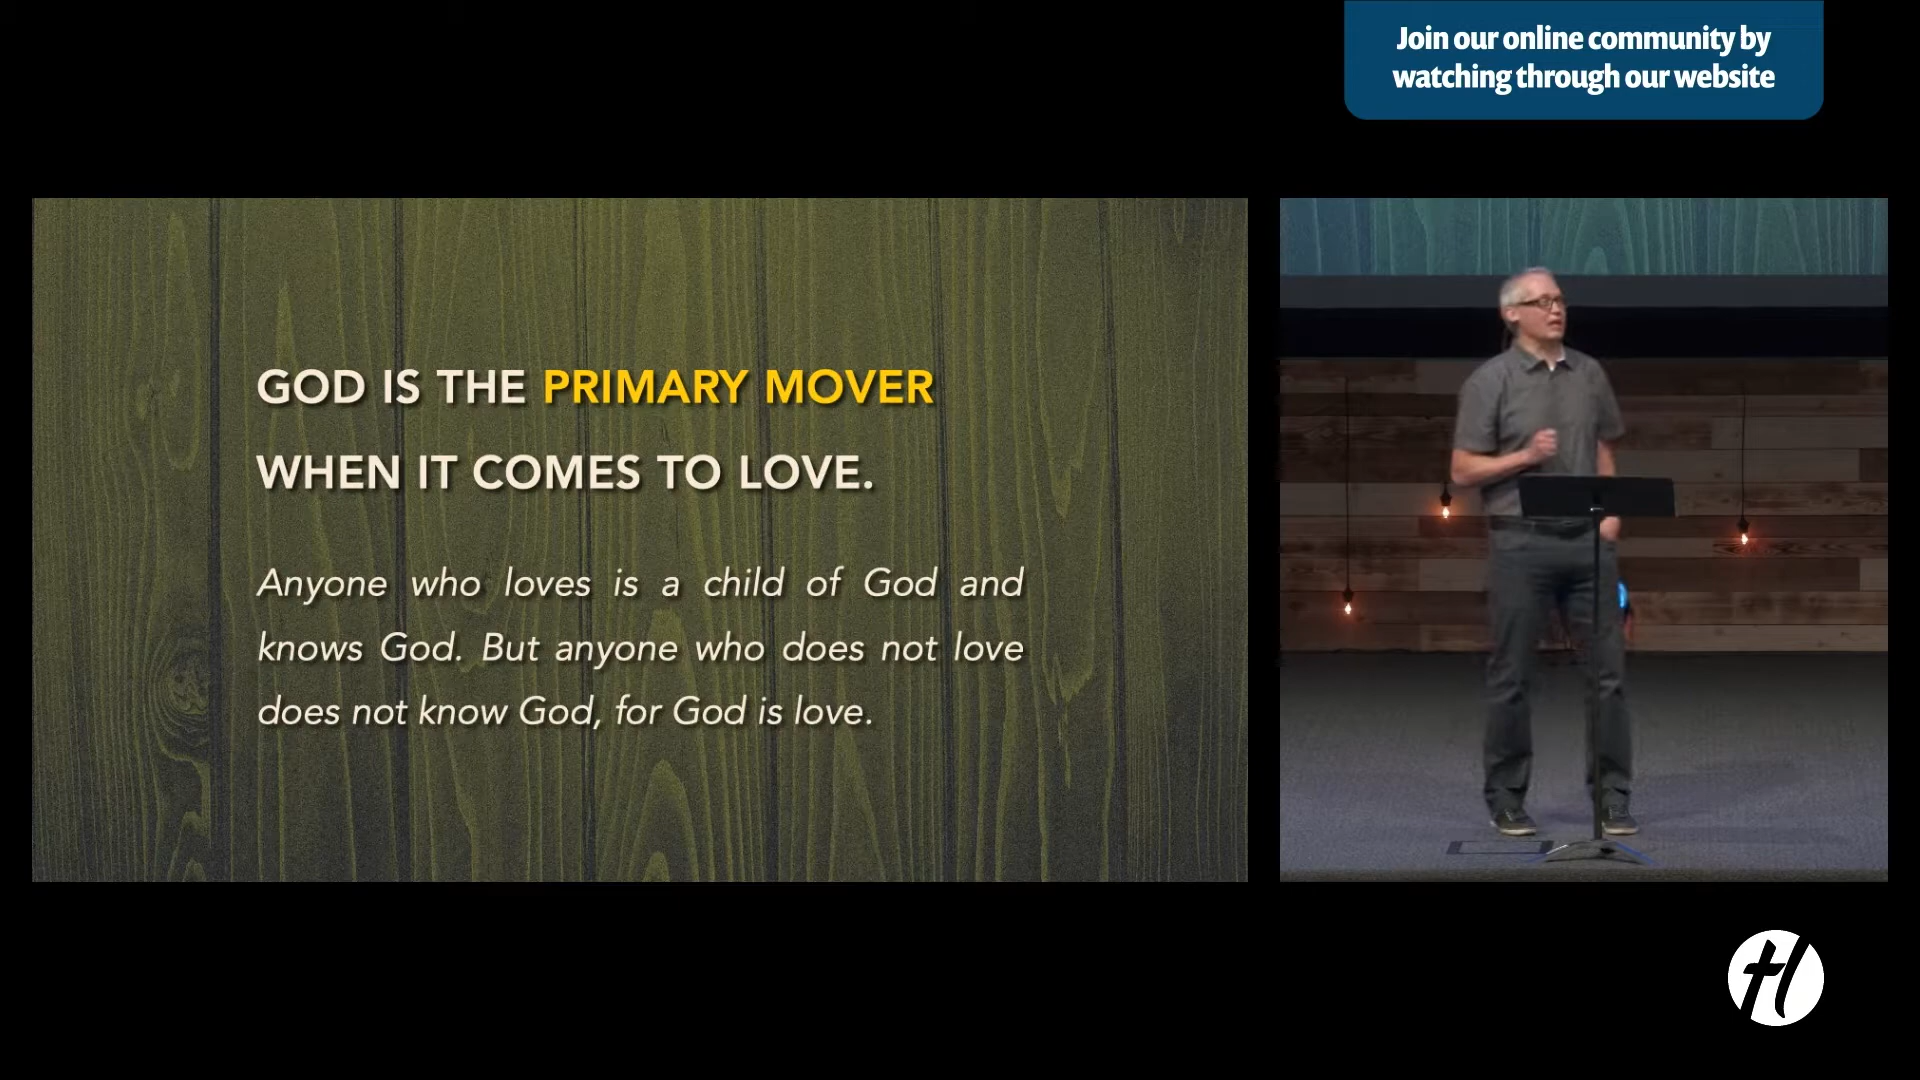 Join our online community by
watching through our website
GOD IS THE PRIMARY MOVER
WHEN IT COMES TO LOVE.
Anyone who loves is a child of God and
knows God. But anyone who does not love
does not know God, for God is love.
H